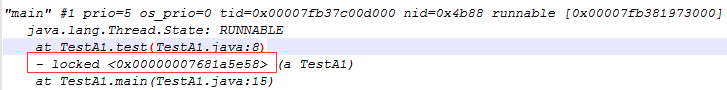 "main" #1 prio=5 os_prio=0 tid=0x00007fb37c00d000 nid=0x4b88 runnable [0x00007fb381973000]
java.lang.Thread.State: RUNNABLE
at TestA1.test(TestA1.java:8)
- locked <0x00000007681a5e58> (a TestA1)
at TestA1.main(TestA1.java:15)